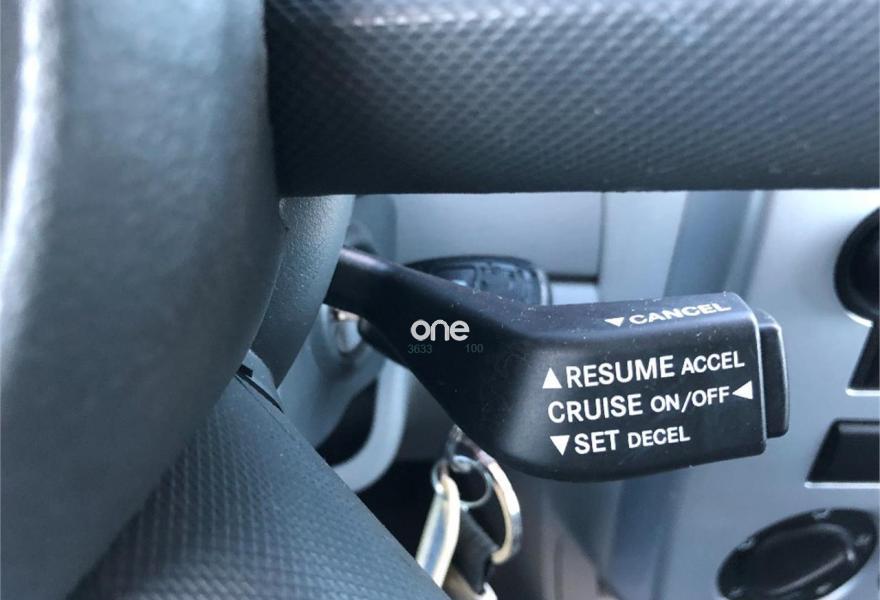 ▼CANCEL
▲RESUME ACCEL
CRUISE ON/OFF◀
▼SET DECEL
one
3633 100